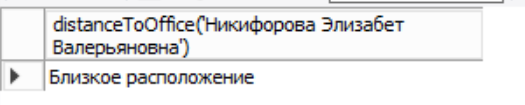 distanceToOffice('Никифорова Элизабет
Валерьяновна')
Близкое расположение